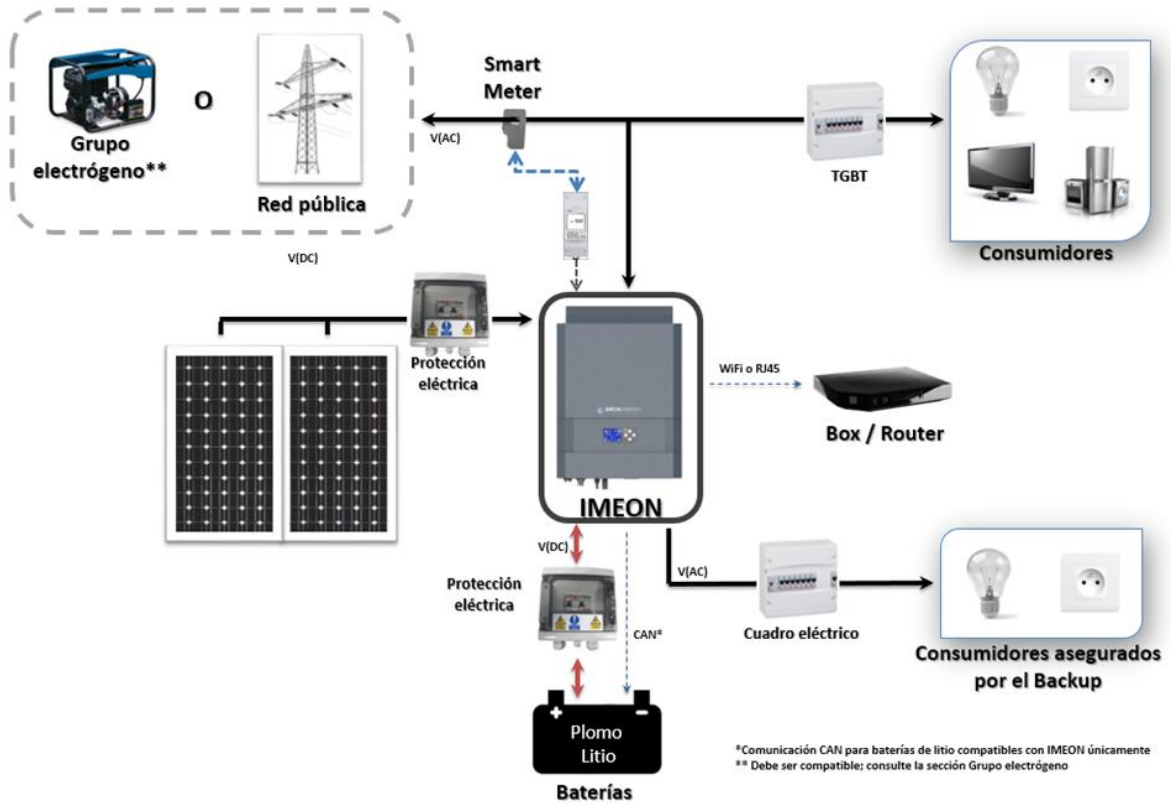 Smart
Meter
Grupo
electrógeno**
O
Red pública
V(AC)
TGBT
Consumidores
V(DC)
Protección
eléctrica
WiFi o RJ45
Box / Router
IMEON
V(DC)
V(AC)
Protección
eléctrica
CAN*
Cuadro eléctrico
Consumidores asegurados
por el Backup
+
−
Plomo
Litio
Baterías
*Comunicación CAN para baterías de litio compatibles con IMEON únicamente
** Debe ser compatible; consulte la sección Grupo electrógeno